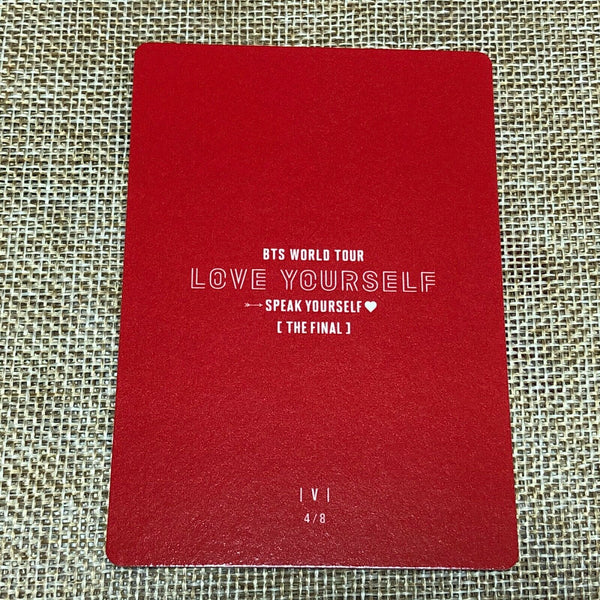 BTS WORLD TOUR
LOVE YOURSELF
SPEAK YOURSELF
[ THE FINAL ]
| V |
4/8